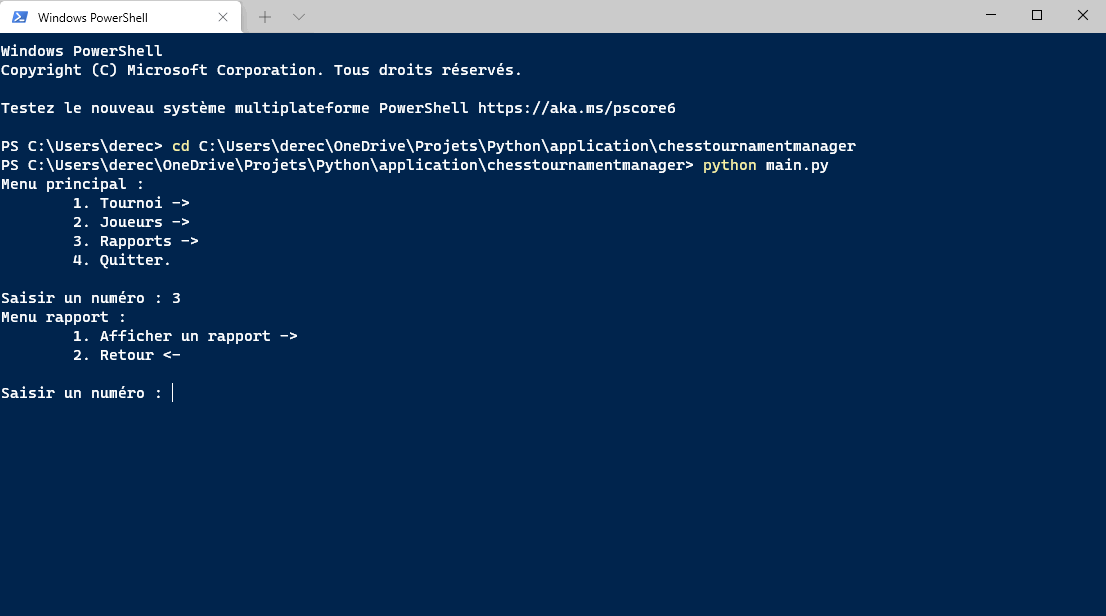 Windows PowerShell
Windows PowerShell
Copyright (C) Microsoft Corporation. Tous droits réservés.
Testez le nouveau système multiplateforme PowerShell https://aka.ms/pscore6
PS C:\Users\derec> cd C:\Users\derec\OneDrive\Projets\Python\application\chesstournamentmanager
PS C:\Users\derec\OneDrive\Projets\Python\application\chesstournamentmanager> python main.py
Menu principal :
1. Tournoi ->
2. Joueurs ->
3. Rapports ->
4. Quitter.
Saisir un numéro : 3
Menu rapport :
1. Afficher un rapport ->
2. Retour <-
Saisir un numéro :